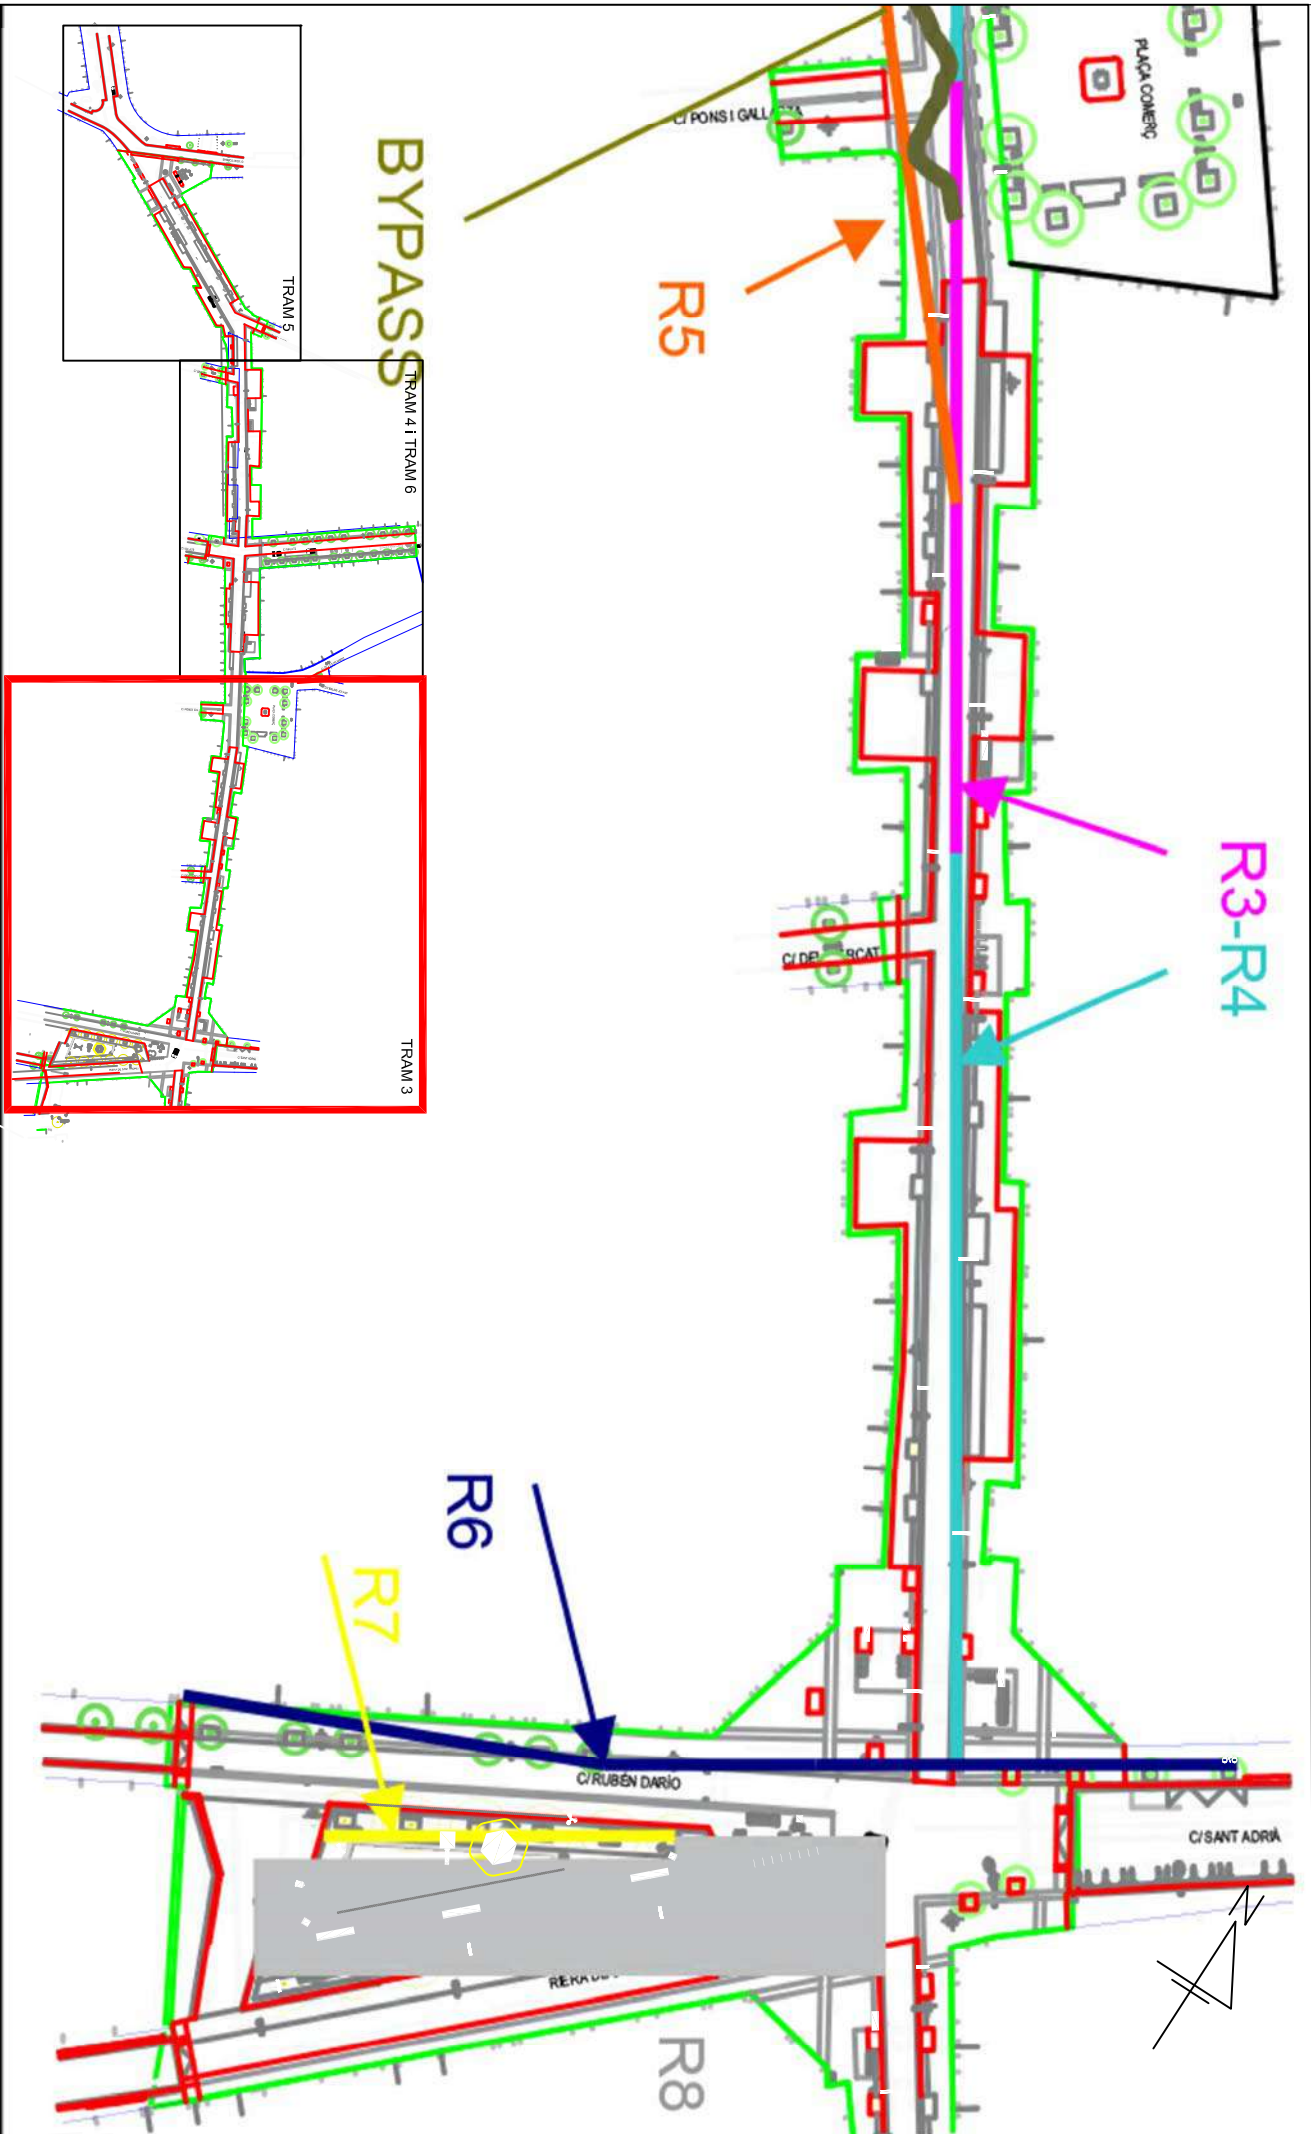 PLAÇA COMERÇ
C/ PONS I GALL
BYPASS
R5
TRAM 5
TRAM 4 i TRAM 6
TRAM 3
R3-R4
R6
R7
C/ RUBÉN DARÍO
C/ SANT ADRIÀ
R8